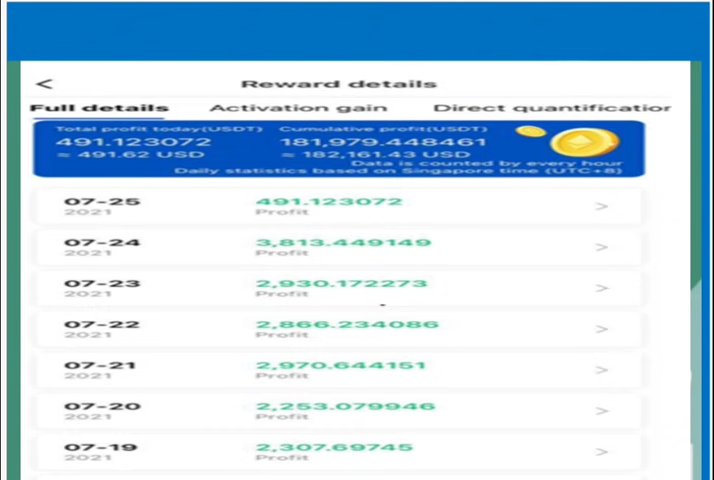 <
Reward details
Full details Activation gain Direct quantification
Total profit today(USDT) Cumulative profit(USDT)
491.123072 181,979.448461
≈ 491.62 USD ≈ 182,161.43 USD
Data is counted by every hour
Daily statistics based on Singapore time (UTC+8)
07-25 491.123072 >
2021 Profit
07-24 3,813.449149 >
2021 Profit
07-23 2,930.172273 >
2021 Profit
07-22 2,866.234086 >
2021 Profit
07-21 2,970.644151 >
2021 Profit
07-20 2,253.079946 >
2021 Profit
07-19 2,307.69745 >
2021 Profit